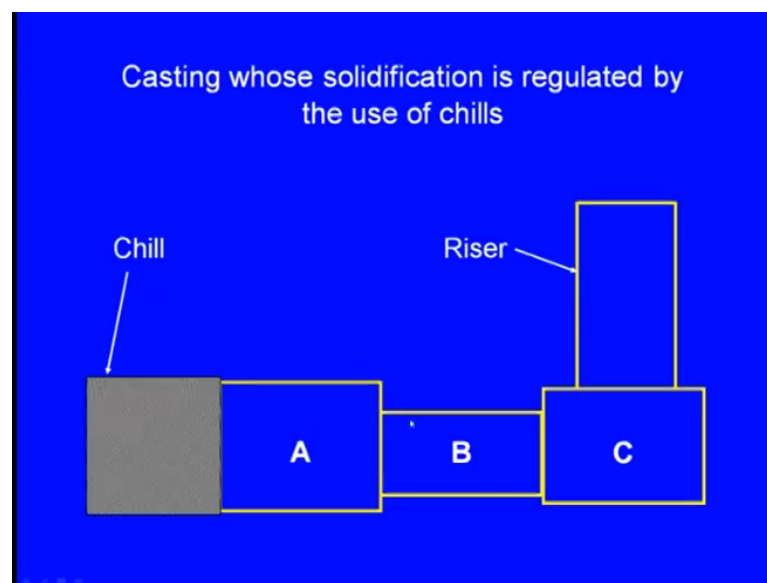 Casting whose solidification is regulated by
the use of chills
Chill
Riser
A
B
C